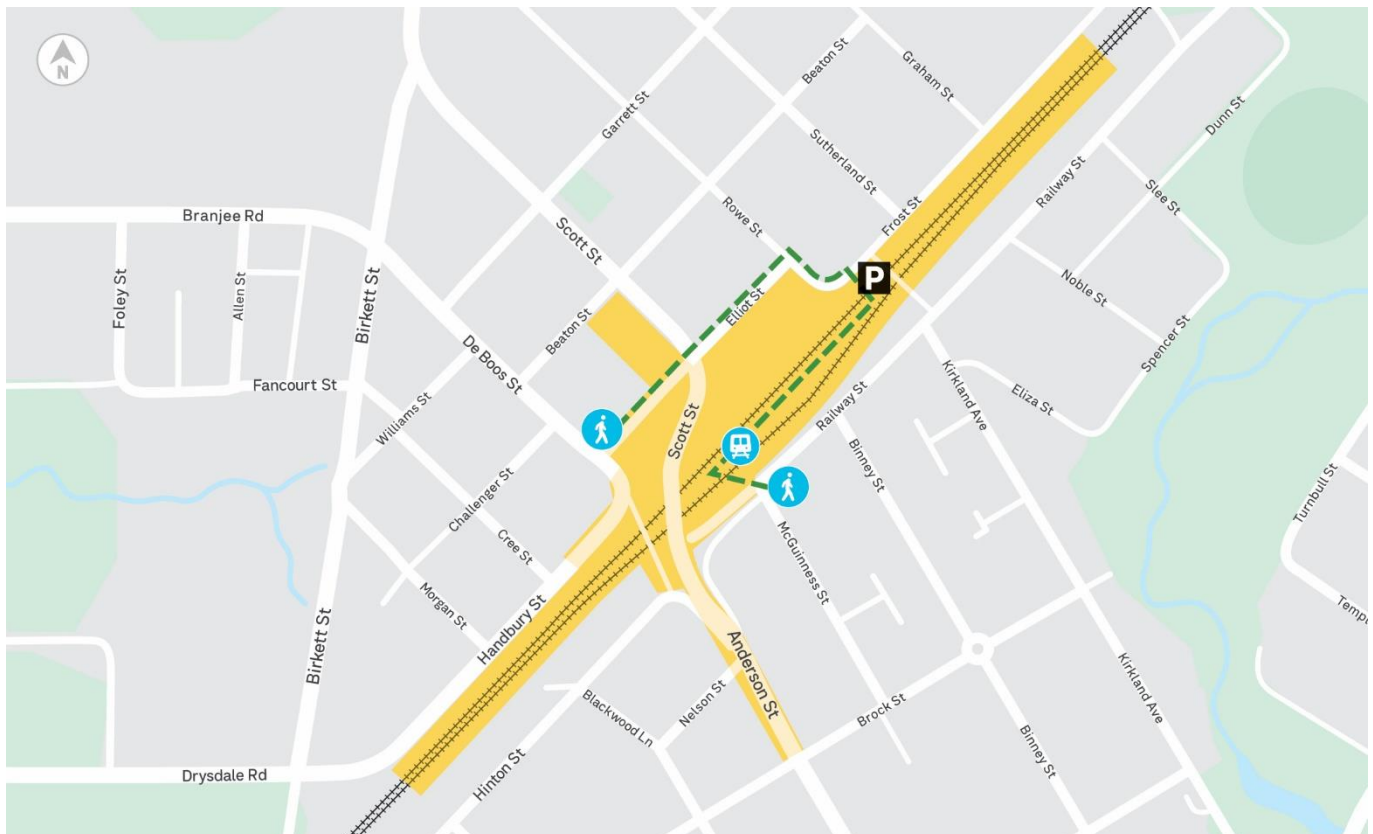 N
Beaton St
Graham St
Garrett St
Dunn St
Sutherland St
Railway St
Slee St
Branjee Rd
Rowe St
Frost St
Scott St
Foley St
Allen St
Birkett St
P
Noble St
Elliot St
Beaton St
Spencer St
De Boos St
Kirkland Ave
Fancourt St
Eliza St
Railway St
Williams St
Scott St
Binney St
Challenger St
Turnbull St
Cree St
McGuinness St
Morgan St
Handbury St
Birkett St
Anderson St
Kirkland Ave
Nelson St
Blackwood Ln
Brock St
Binney St
Hinton St
Drysdale Rd